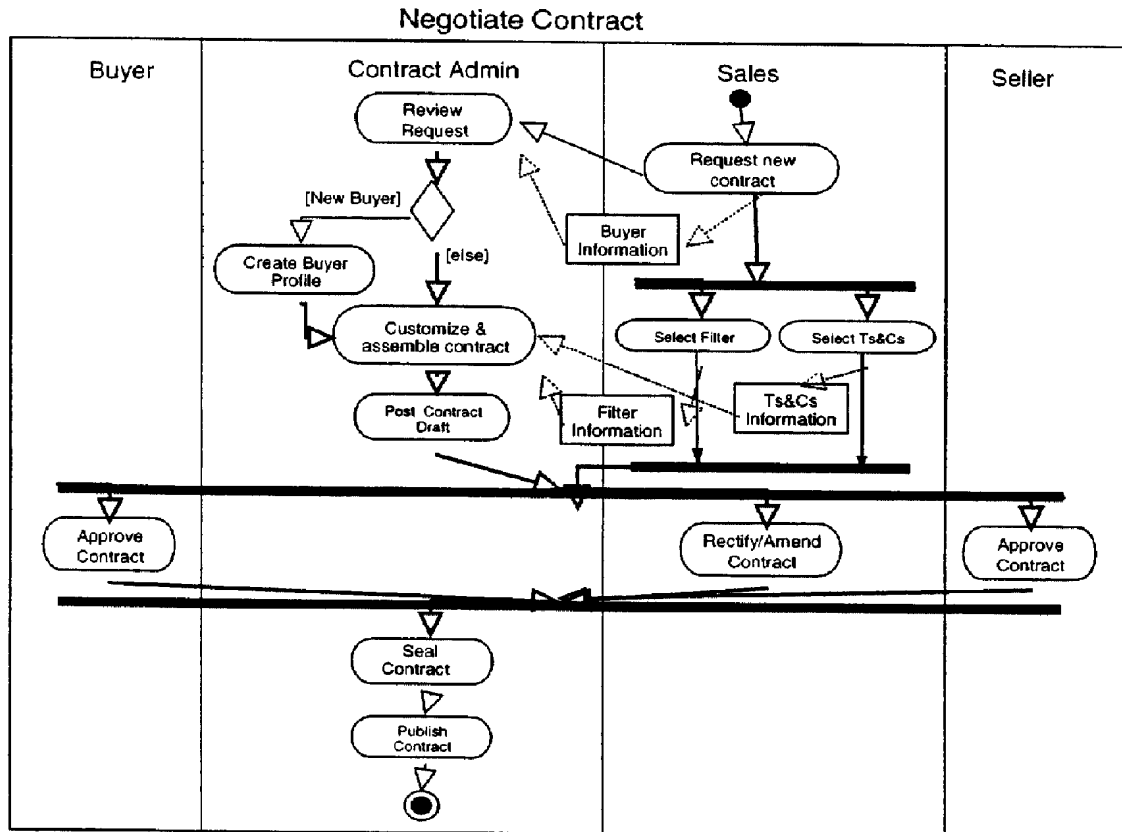 Negotiate Contract
Buyer
Contract Admin
Sales
Seller
Review
Request
Request new
contract
[New Buyer]
Buyer
Information
[else]
Create Buyer
Profile
Customize &
assemble contract
Select Filter
Select Ts&Cs
Post Contract
Draft
Filter
Information
Ts&Cs
Information
Approve
Contract
Rectify/Amend
Contract
Approve
Contract
Seal
Contract
Publish
Contract